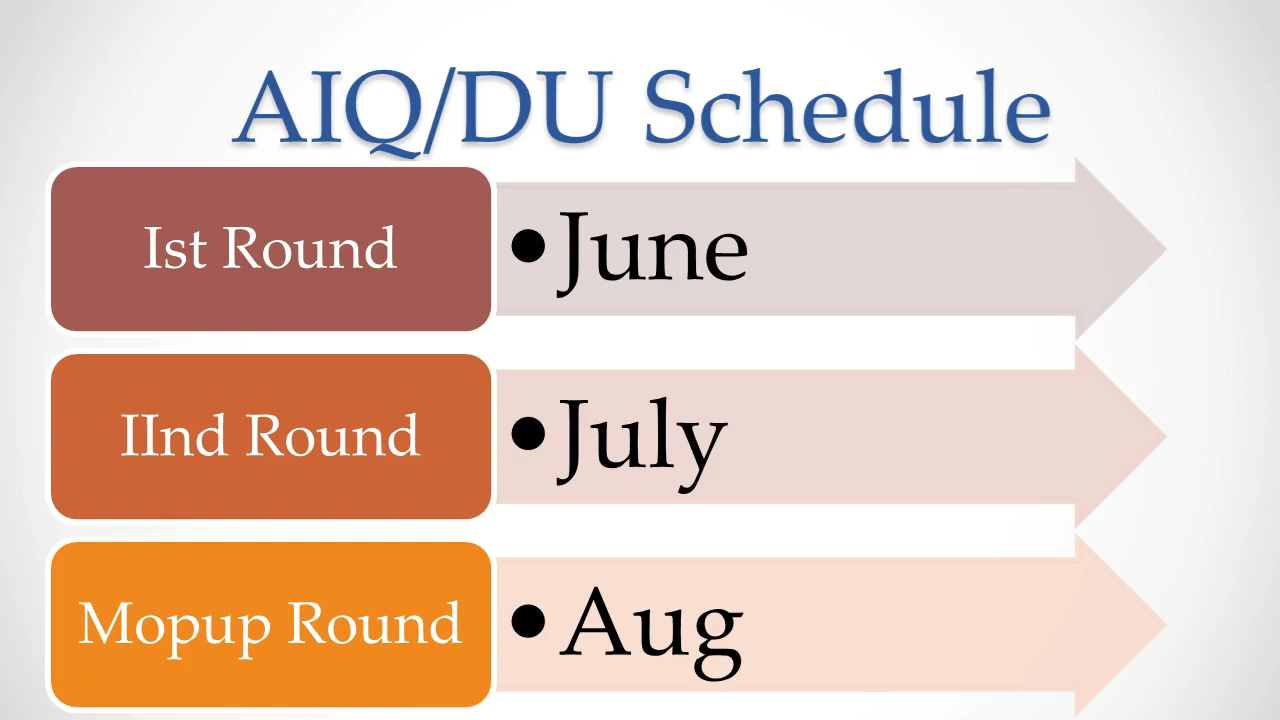 AIQ/DU Schedule
Ist Round
•June
IInd Round
•July
Mopup Round
•Aug